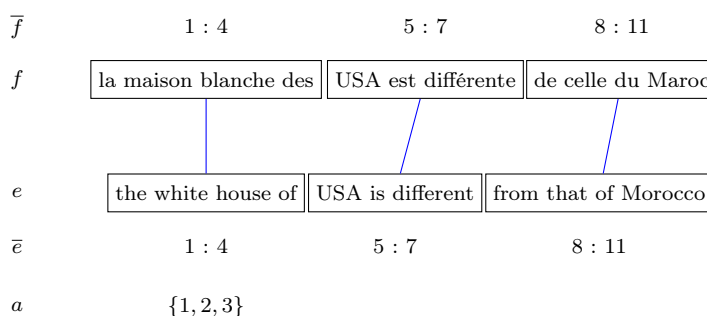 f̅ 1 : 4 5 : 7 8 : 11
f la maison blanche des USA est différente de celle du Maroc
e the white house of USA is different from that of Morocco
e̅ 1 : 4 5 : 7 8 : 11
a {1, 2, 3}